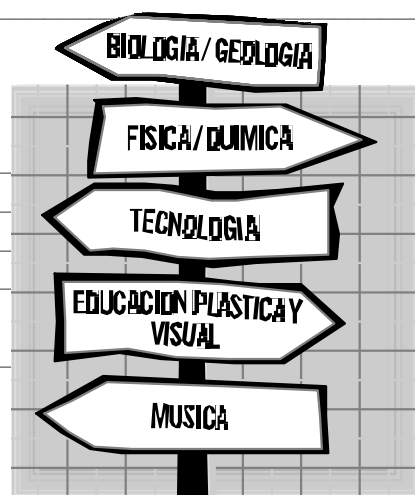 BIOLOGIA/GEOLOGIA
FISICA/QUIMICA
TECNOLOGIA
EDUCACION PLASTICA Y
VISUAL
MUSICA